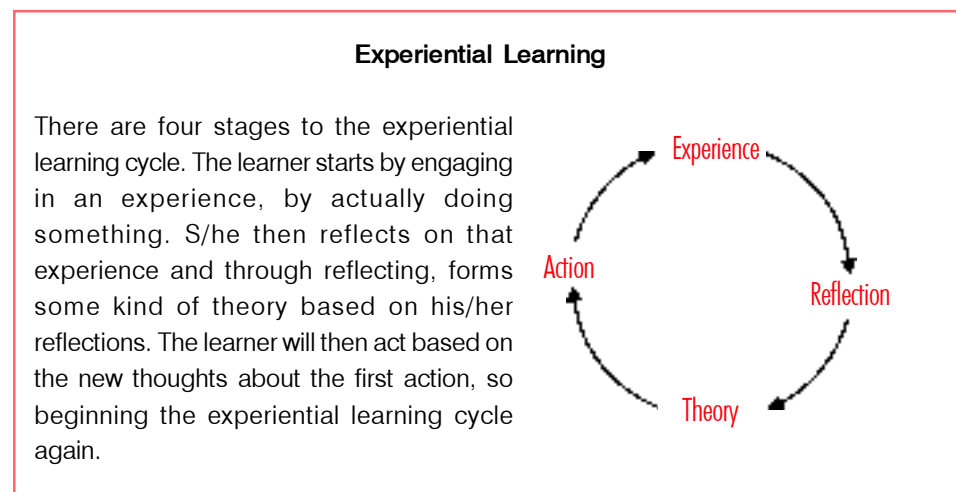 Experiential Learning
There are four stages to the experiential
learning cycle. The learner starts by engaging
in an experience, by actually doing
something. S/he then reflects on that
experience and through reflecting, forms
some kind of theory based on his/her
reflections. The learner will then act based on
the new thoughts about the first action, so
beginning the experiential learning cycle
again.
Experience
Reflection
Theory
Action